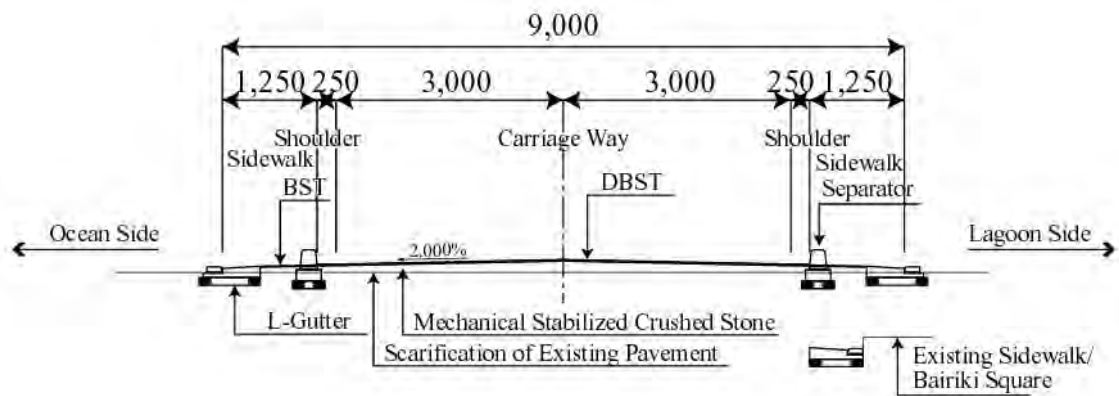 9,000
1,250 250 3,000 3,000 250 1,250
Shoulder Carriage Way Shoulder
Sidewalk Sidewalk
BST DBST Separator
Ocean Side Lagoon Side
2.000%
L-Gutter Mechanical Stabilized Crushed Stone
Scarification of Existing Pavement Existing Sidewalk/
Bairiki Square